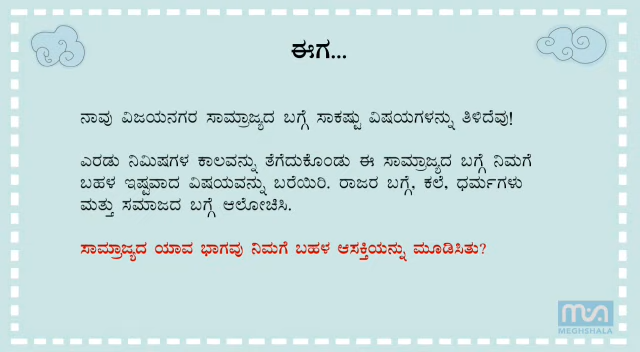 ಈಗ...
ನಾವು ವಿಜಯನಗರ ಸಾಮ್ರಾಜ್ಯದ ಬಗ್ಗೆ ಸಾಕಷ್ಟು ವಿಷಯಗಳನ್ನು ತಿಳಿದೆವು!
ಎರಡು ನಿಮಿಷಗಳ ಕಾಲವನ್ನು ತೆಗೆದುಕೊಂಡು ಈ ಸಾಮ್ರಾಜ್ಯದ ಬಗ್ಗೆ ನಿಮಗೆ
ಬಹಳ ಇಷ್ಟವಾದ ವಿಷಯವನ್ನು ಬರೆಯಿರಿ. ರಾಜರ ಬಗ್ಗೆ, ಕಲೆ, ಧರ್ಮಗಳು
ಮತ್ತು ಸಮಾಜದ ಬಗ್ಗೆ ಆಲೋಚಿಸಿ.
ಸಾಮ್ರಾಜ್ಯದ ಯಾವ ಭಾಗವು ನಿಮಗೆ ಬಹಳ ಆಸಕ್ತಿಯನ್ನು ಮೂಡಿಸಿತು?
MEGHSHALA